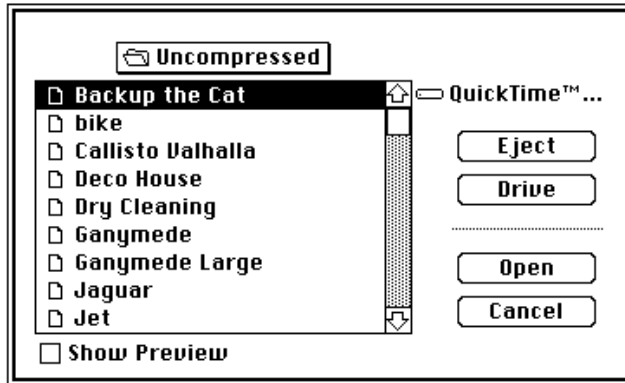 Uncompressed
Backup the Cat
bike
Callisto Valhalla
Deco House
Dry Cleaning
Ganymede
Ganymede Large
Jaguar
Jet
Show Preview
QuickTime™...
Eject
Drive
Open
Cancel